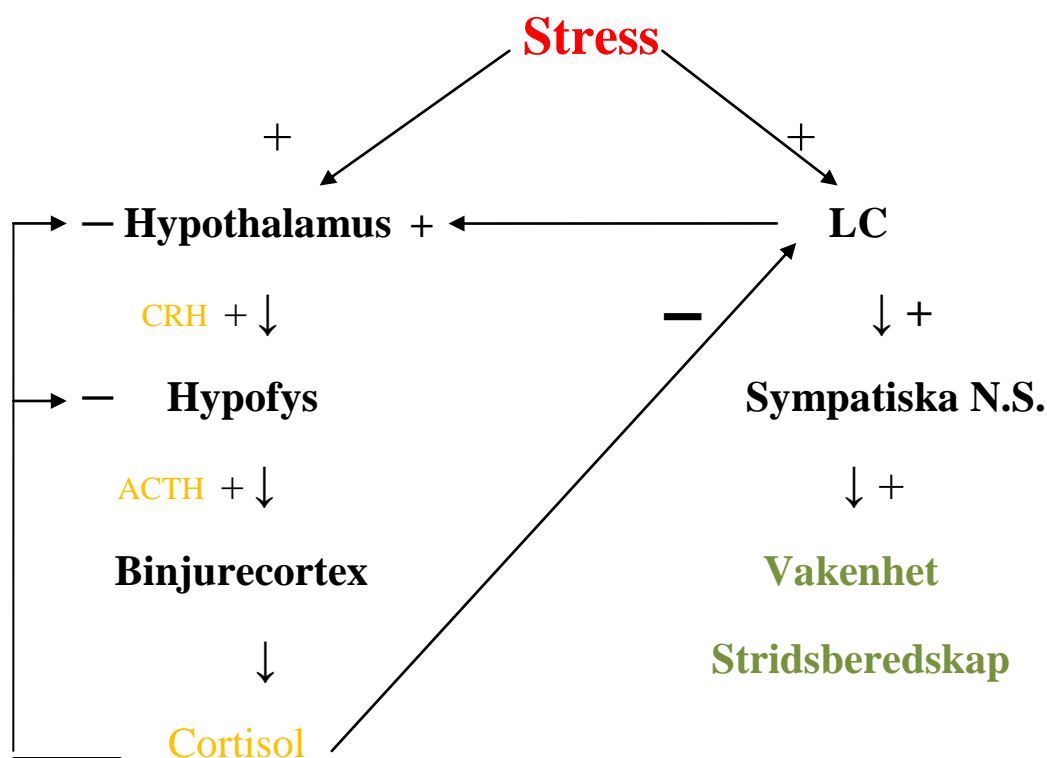 Stress
+ +
– Hypothalamus + LC
CRH + ↓ ↓ +
–
– Hypofys Sympatiska N.S.
ACTH + ↓ ↓ +
Binjurecortex Vakenhet
↓ Stridsberedskap
Cortisol